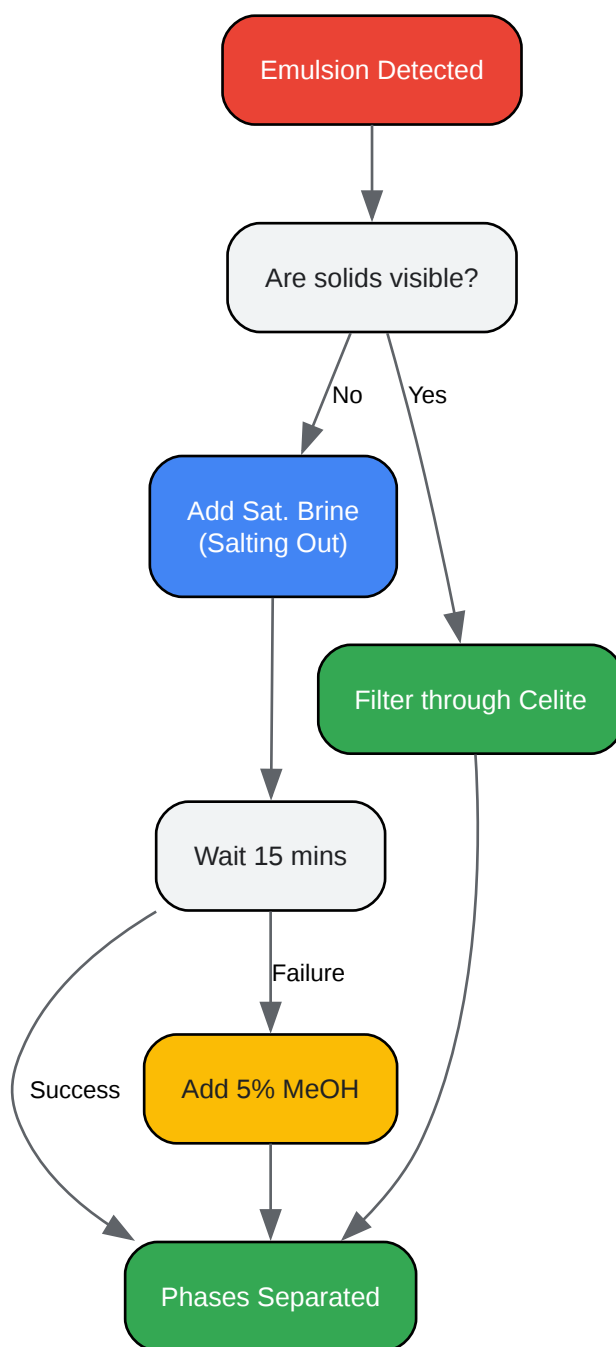 Emulsion Detected
Are solids visible?
No
Yes
Add Sat. Brine
(Salting Out)
Filter through Celite
Wait 15 mins
Failure
Success
Add 5% MeOH
Phases Separated